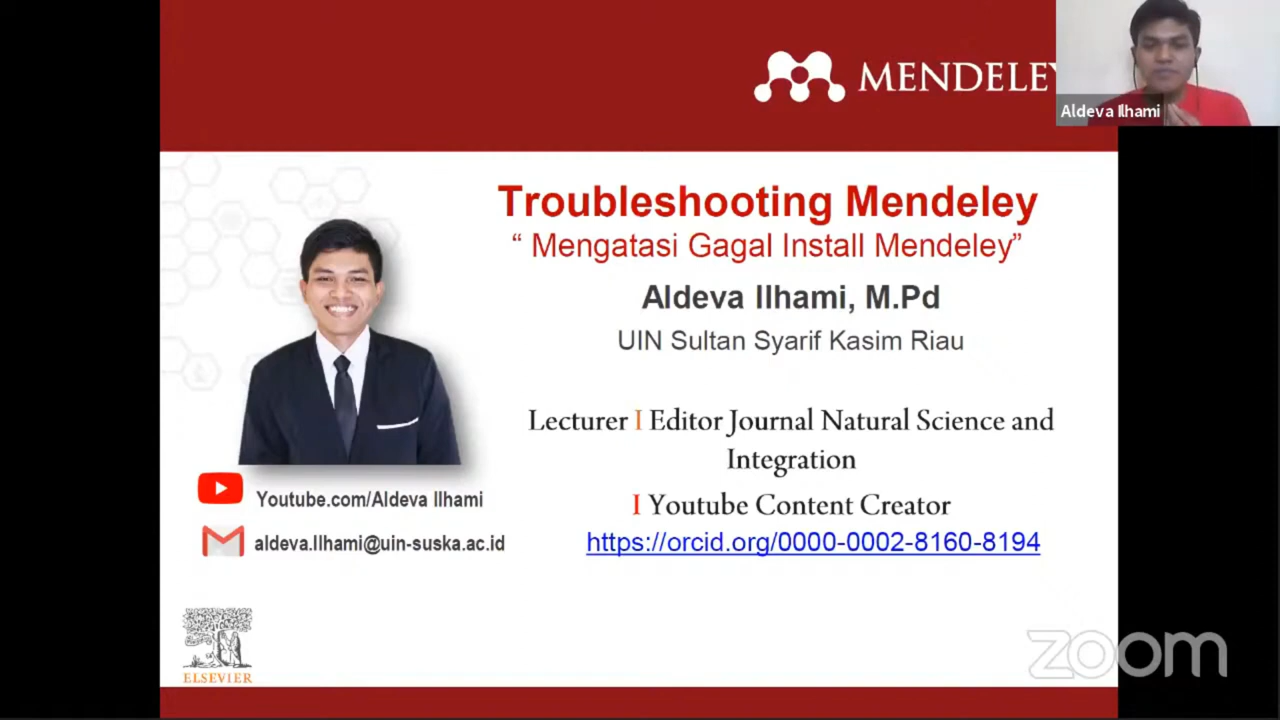 MENDELEY
Aldeva Ilhami
Troubleshooting Mendeley
“ Mengatasi Gagal Install Mendeley”
Aldeva Ilhami, M.Pd
UIN Sultan Syarif Kasim Riau
Lecturer I Editor Journal Natural Science and
Integration
I Youtube Content Creator
https://orcid.org/0000-0002-8160-8194
Youtube.com/Aldeva Ilhami
aldeva.Ilhami@uin-suska.ac.id
ELSEVIER
zoom